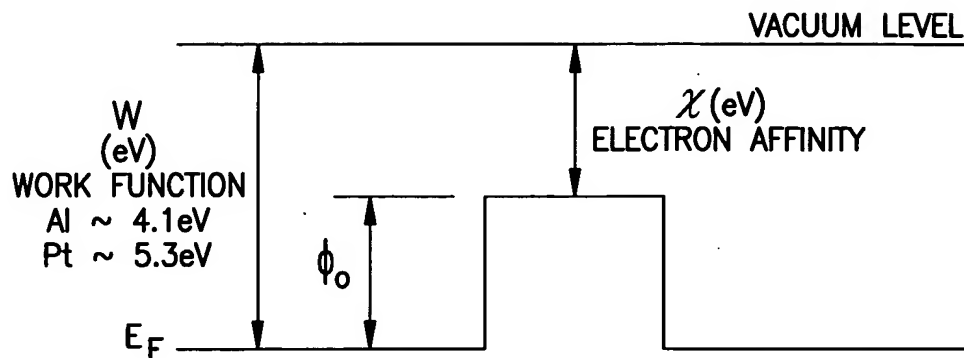 VACUUM LEVEL
W
(eV)
WORK FUNCTION
Al ~ 4.1eV
Pt ~ 5.3eV
χ(eV)
ELECTRON AFFINITY
ϕo
EF